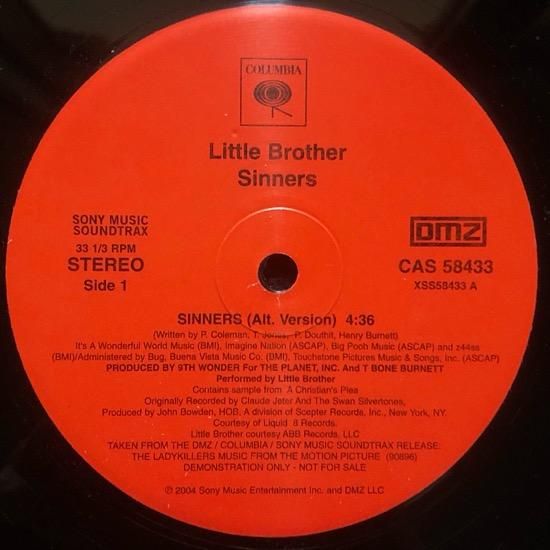 COLUMBIA
Little Brother
Sinners
SONY MUSIC
SOUNDTRAX
33 1/3 RPM
STEREO
Side 1
DMZ
CAS 58433
XSS58433 A
SINNERS (Alt. Version) 4:36
(Written by P. Coleman, T. Jones, P. Douthit, Henry Burnett)
It's A Wonderful World Music (BMI), Imagine Nation (ASCAP), Big Pooh Music (ASCAP) and z44ss
(BMI)/Administered by Bug, Buena Vista Music Co. (BMI), Touchstone Pictures Music & Songs, Inc. (ASCAP)
PRODUCED BY 9TH WONDER For THE PLANET, INC. And T BONE BURNETT
Performed by Little Brother
Contains sample from A Christian's Plea
Originally Recorded by Claude Jeter And The Swan Silvertones,
Produced by John Bowden, HOB, A division of Scepter Records, Inc., New York, NY.
Courtesy of Liquid 8 Records.
Little Brother courtesy ABB Records, LLC
TAKEN FROM THE DMZ / COLUMBIA / SONY MUSIC SOUNDTRAX RELEASE:
THE LADYKILLERS MUSIC FROM THE MOTION PICTURE (90896)
DEMONSTRATION ONLY - NOT FOR SALE
℗ 2004 Sony Music Entertainment Inc. and DMZ LLC